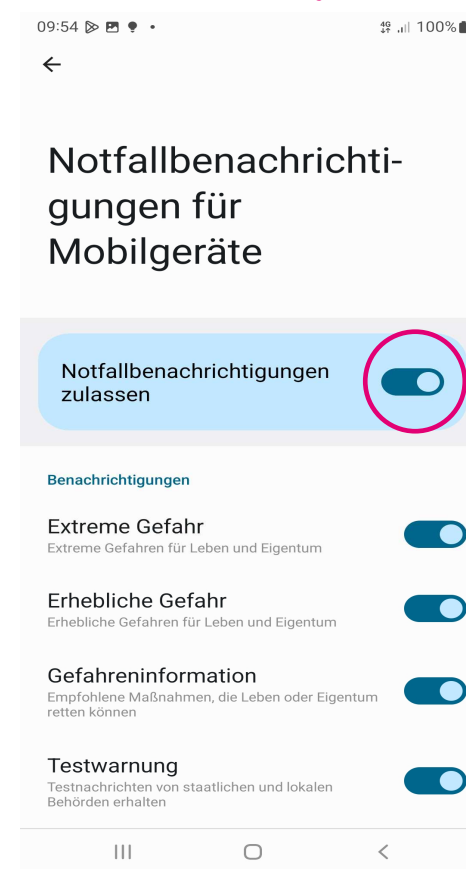 09:54
4G 100%
Notfallbenachrichti-
gungen für
Mobilgeräte
Notfallbenachrichtigungen
zulassen
Benachrichtigungen
Extreme Gefahr
Extreme Gefahren für Leben und Eigentum
Erhebliche Gefahr
Erhebliche Gefahren für Leben und Eigentum
Gefahreninformation
Empfohlene Maßnahmen, die Leben oder Eigentum
retten können
Testwarnung
Testnachrichten von staatlichen und lokalen
Behörden erhalten